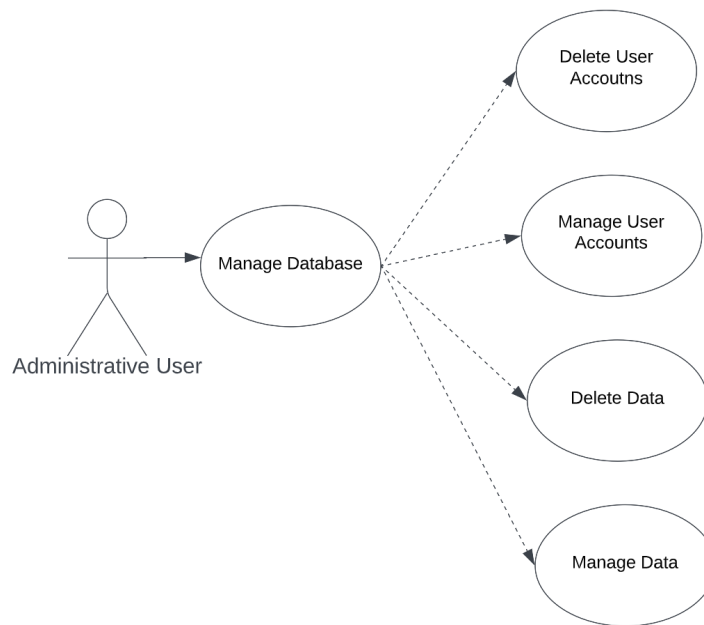 Delete User
Accoutns
Manage User
Accounts
Manage Database
Administrative User
Delete Data
Manage Data